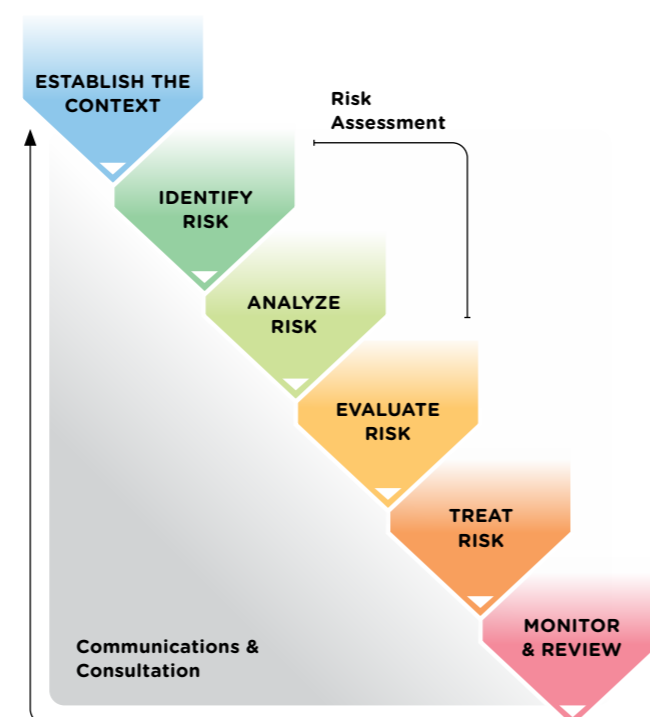 ESTABLISH THE
CONTEXT
Risk
Assessment
IDENTIFY
RISK
ANALYZE
RISK
EVALUATE
RISK
TREAT
RISK
MONITOR
& REVIEW
Communications &
Consultation